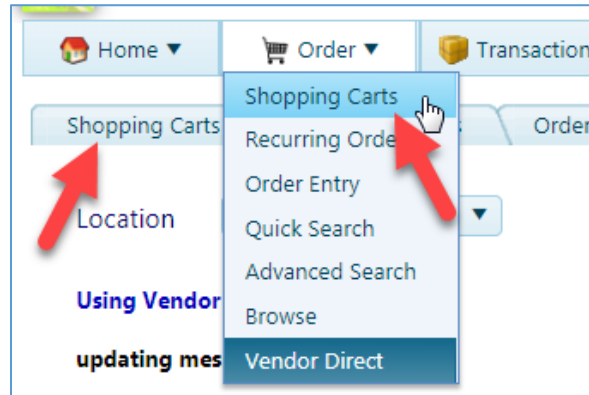 Home ▼ Order ▼ Transaction
Shopping Carts
Shopping Carts Order
Recurring Orde
Order Entry
Location ▼
Quick Search
Advanced Search
Using Vendor
Browse
updating mes Vendor Direct